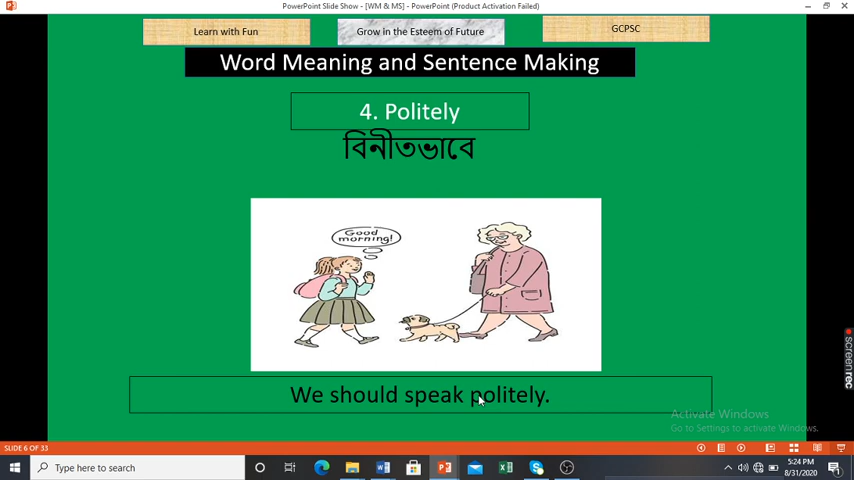 PowerPoint Slide Show - [WM & MS] - PowerPoint (Product Activation Failed)
Learn with Fun
Grow in the Esteem of Future
GCPSC
Word Meaning and Sentence Making
4. Politely
বিনীতভাবে
Good
morning!
We should speak politely.
screenrec
Activate Windows
Go to Settings to activate Windows.
SLIDE 6 OF 33
Type here to search
5:24 PM
8/31/2020